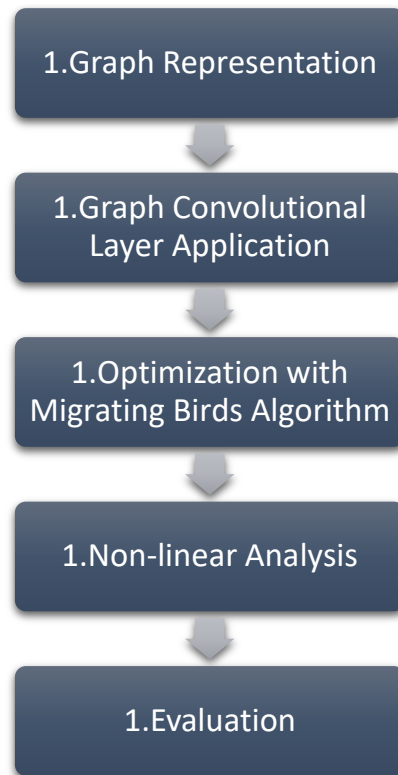 1.Graph Representation
1.Graph Convolutional
Layer Application
1.Optimization with
Migrating Birds Algorithm
1.Non-linear Analysis
1.Evaluation